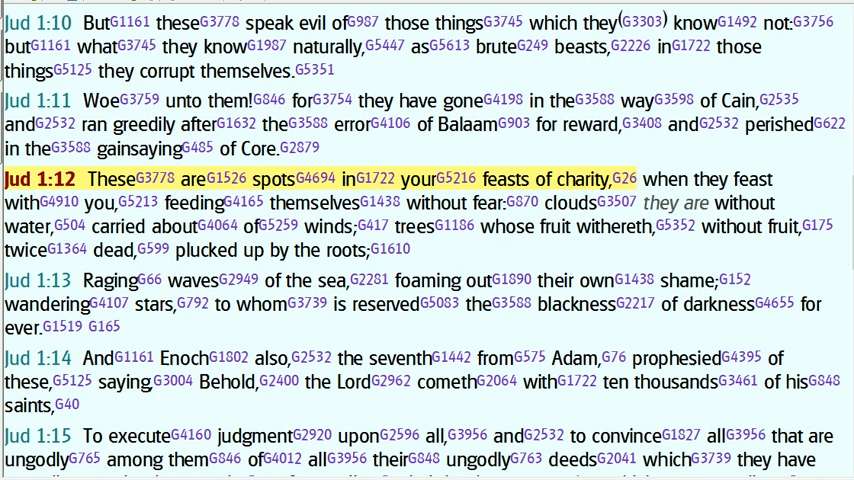 Jud 1:10 ButG1161 theseG3778 speak evil ofG987 those thingsG3745 which they(G3303) knowG1492 not:G3756
butG1161 whatG3745 they knowG1987 naturally,G5447 asG5613 bruteG249 beasts,G2226 inG1722 those
thingsG5125 they corrupt themselves.G5351
Jud 1:11 WoeG3759 unto them!G846 forG3754 they have goneG4198 in theG3588 wayG3598 of Cain,G2535
andG2532 ran greedily afterG1632 theG3588 errorG4106 of BalaamG903 for reward,G3408 andG2532 perishedG622
in theG3588 gainsayingG485 of Core.G2879
Jud 1:12 TheseG3778 areG1526 spotsG4694 inG1722 yourG5216 feasts of charity,G26 when they feast
withG4910 you,G5213 feedingG4165 themselvesG1438 without fear:G870 cloudsG3507 they are without
water,G504 carried aboutG4064 ofG5259 winds;G417 treesG1186 whose fruit withereth,G5352 without fruit,G175
twiceG1364 dead,G599 plucked up by the roots;G1610
Jud 1:13 RagingG66 wavesG2949 of the sea,G2281 foaming outG1890 their ownG1438 shame;G152
wanderingG4107 stars,G792 to whomG3739 is reservedG5083 theG3588 blacknessG2217 of darknessG4655 for
ever.G1519 G165
Jud 1:14 AndG1161 EnochG1802 also,G2532 the seventhG1442 fromG575 Adam,G76 prophesiedG4395 of
these,G5125 saying,G3004 Behold,G2400 the LordG2962 comethG2064 withG1722 ten thousandsG3461 of hisG848
saints,G40
Jud 1:15 To executeG4160 judgmentG2920 uponG2596 all,G3956 andG2532 to convinceG1827 allG3956 that are
ungodlyG765 among themG846 ofG4012 allG3956 theirG848 ungodlyG763 deedsG2041 whichG3739 they have